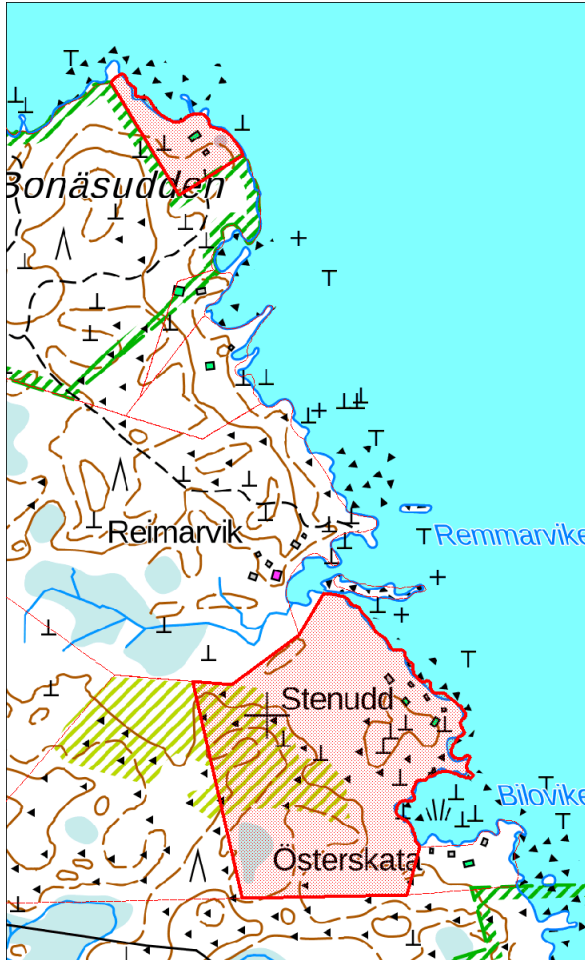 Bonäsudden
Reimarvik
Remmarvike
Stenudd
Bilovike
Österskata